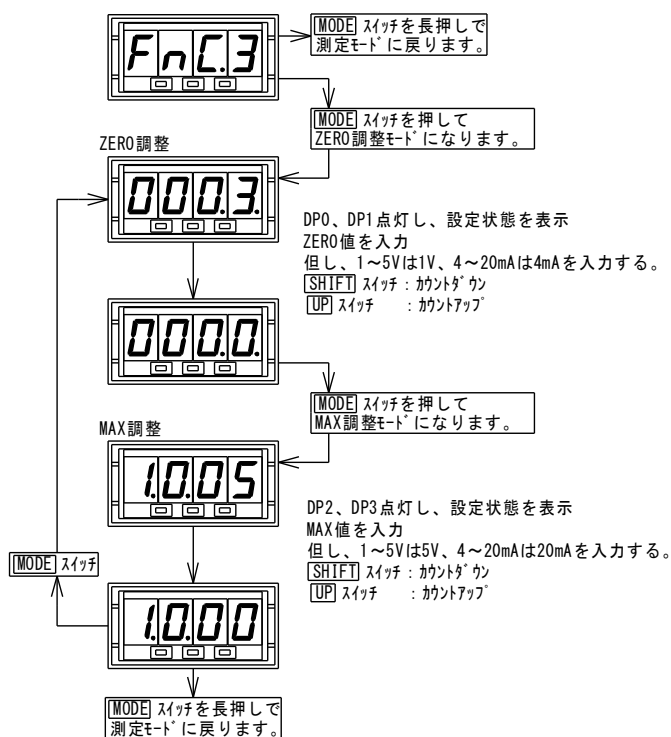 FnC.3
MODE スイッチを長押しで
測定ﾓｰﾄﾞに戻ります。
MODE スイッチを押して
ZERO調整ﾓｰﾄﾞになります。
ZERO調整
000.3.
DP0、DP1点灯し、設定状態を表示
ZERO値を入力
但し、1～5Vは1V、4～20mAは4mAを入力する。
SHIFT ｽｲｯﾁ : ｶｳﾝﾄﾀﾞｳﾝ
UP ｽｲｯﾁ : ｶｳﾝﾄｱｯﾌﾟ
000.0.
MODE ｽｲｯﾁを押して
MAX調整ﾓｰﾄﾞになります。
MAX調整
1.0.05
DP2、DP3点灯し、設定状態を表示
MAX値を入力
但し、1～5Vは5V、4～20mAは20mAを入力する。
SHIFT ｽｲｯﾁ : ｶｳﾝﾄﾀﾞｳﾝ
UP ｽｲｯﾁ : ｶｳﾝﾄｱｯﾌﾟ
MODE ｽｲｯﾁ
1.0.00
MODE ｽｲｯﾁを長押しで
測定ﾓｰﾄﾞに戻ります。